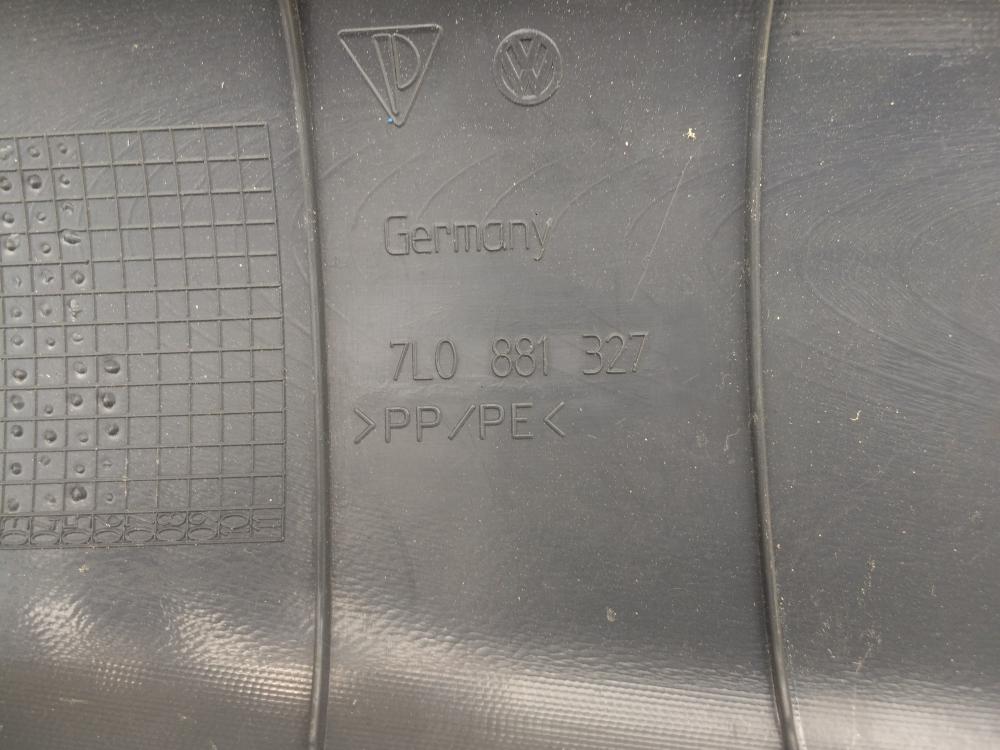 Germany
7L0 881 327
>PP/PE<